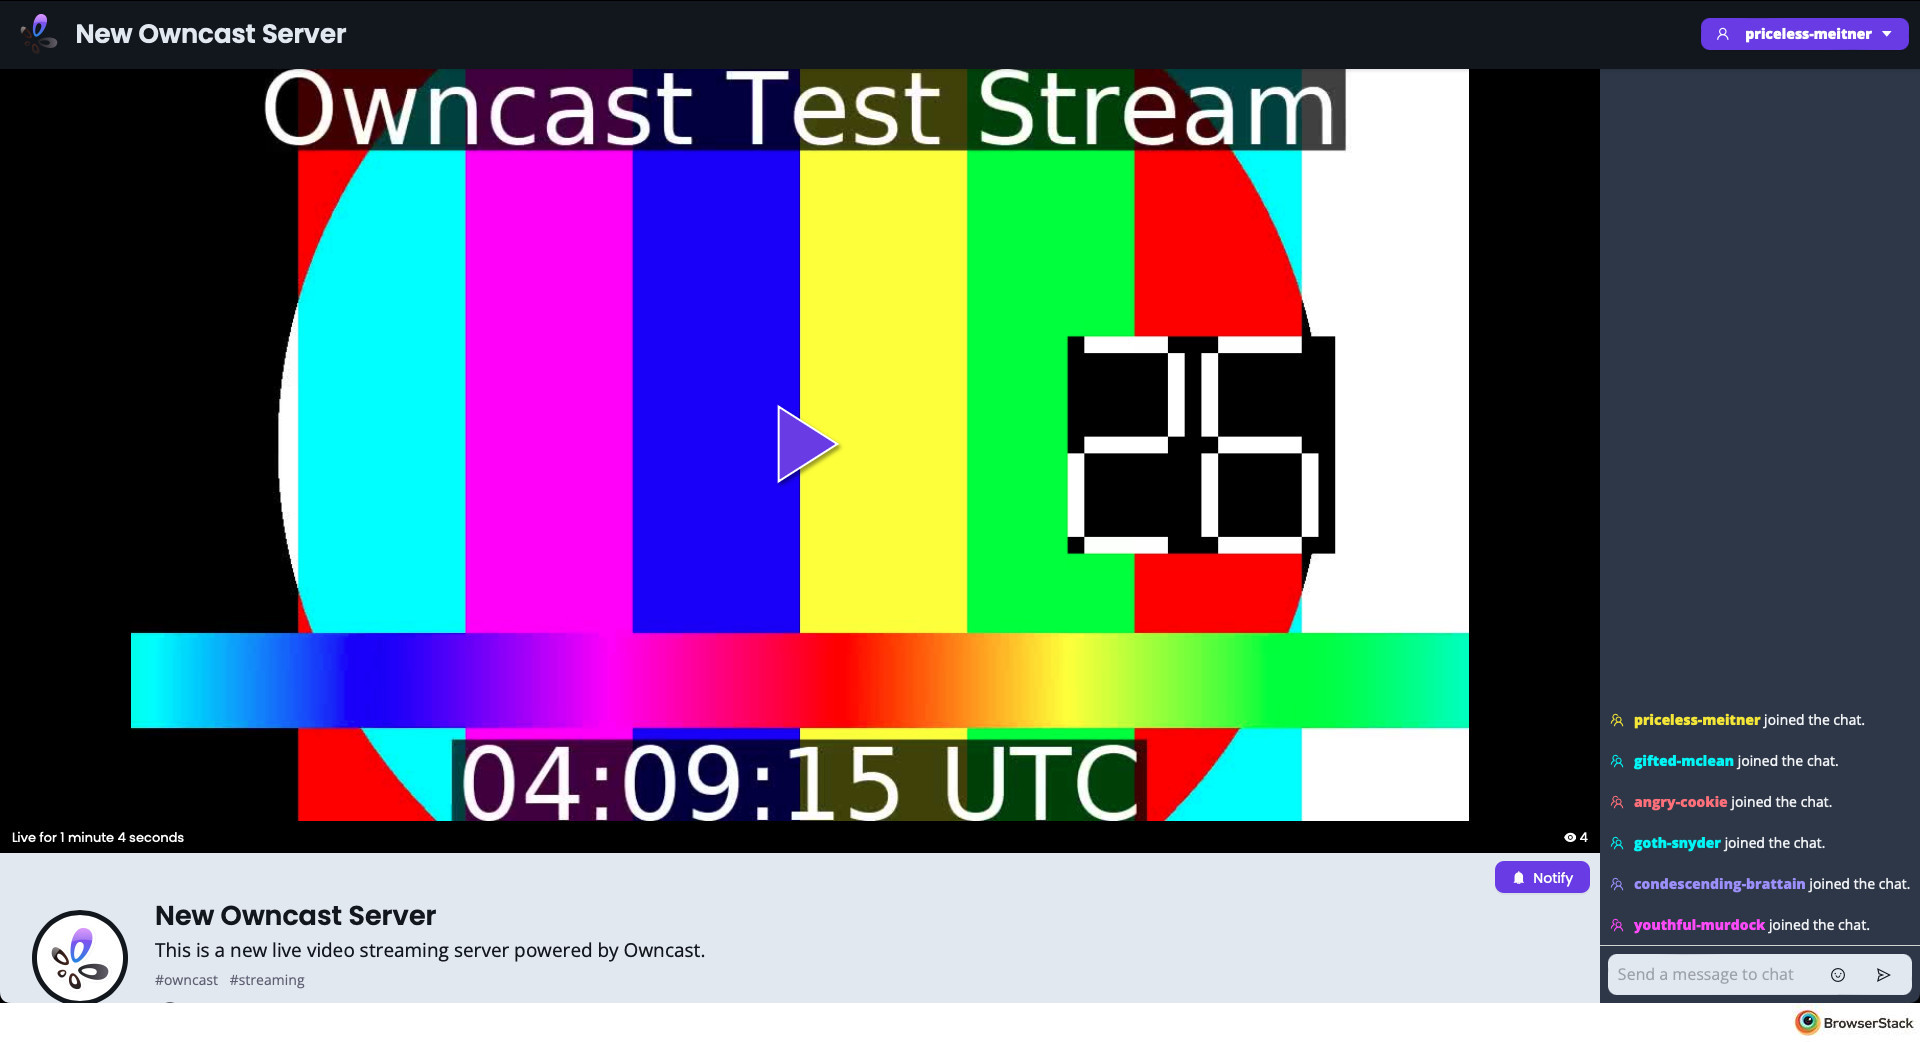 New Owncast Server
priceless-meitner
Owncast Test Stream
26
04:09:15 UTC
Live for 1 minute 4 seconds
4
priceless-meitner joined the chat.
gifted-mclean joined the chat.
angry-cookie joined the chat.
goth-snyder joined the chat.
condescending-brattain joined the chat.
youthful-murdock joined the chat.
Send a message to chat
Notify
New Owncast Server
This is a new live video streaming server powered by Owncast.
#owncast #streaming
BrowserStack